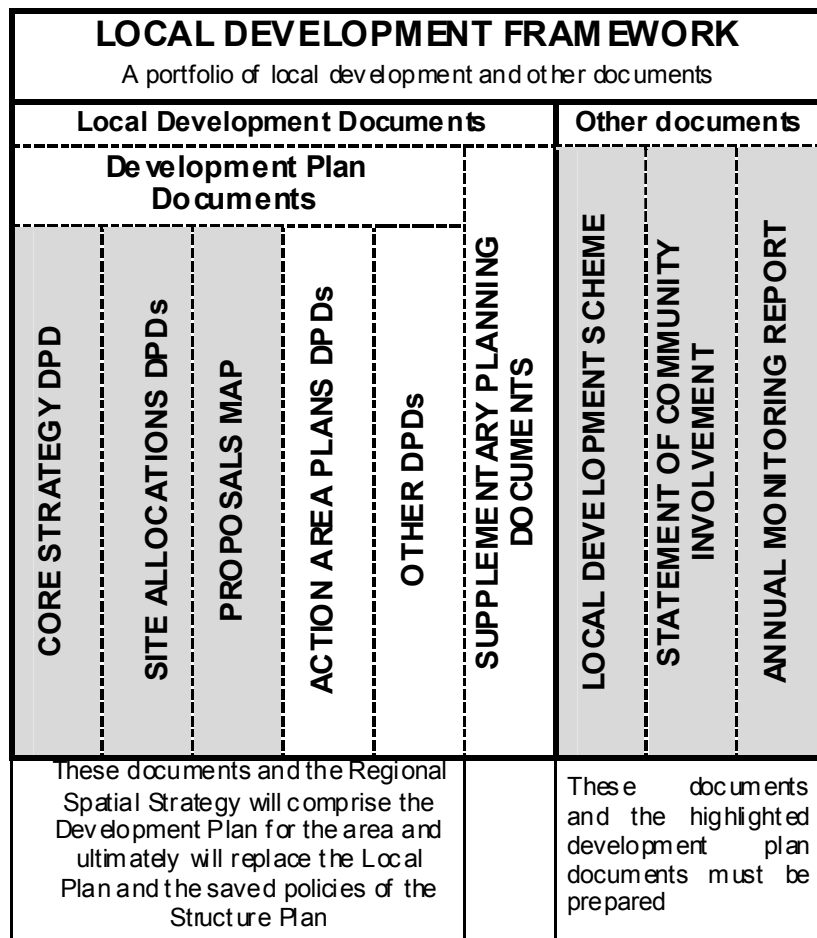 LOCAL DEVELOPMENT FRAMEWORK
A portfolio of local development and other documents
Local Development Documents
Other documents
Development Plan
Documents
CORE STRATEGY DPD
SITE ALLOCATIONS DPDs
PROPOSALS MAP
ACTION AREA PLANS DPDs
OTHER DPDs
SUPPLEMENTARY PLANNING
DOCUMENTS
LOCAL DEVELOPMENT SCHEME
STATEMENT OF COMMUNITY
INVOLVEMENT
ANNUAL MONITORING REPORT
These documents and the Regional
Spatial Strategy will comprise the
Development Plan for the area and
ultimately will replace the Local
Plan and the saved policies of the
Structure Plan
These documents
and the highlighted
development plan
documents must be
prepared